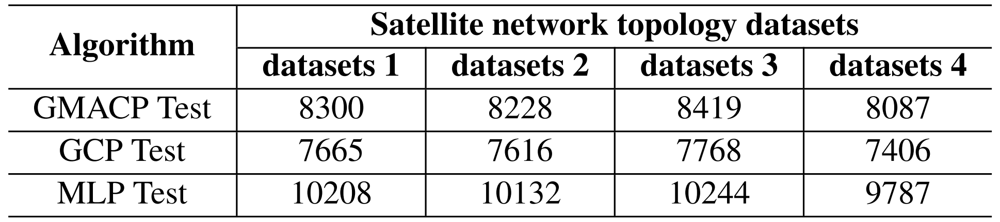 Algorithm Satellite network topology datasets
datasets 1 datasets 2 datasets 3 datasets 4
GMACP Test 8300 8228 8419 8087
GCP Test 7665 7616 7768 7406
MLP Test 10208 10132 10244 9787